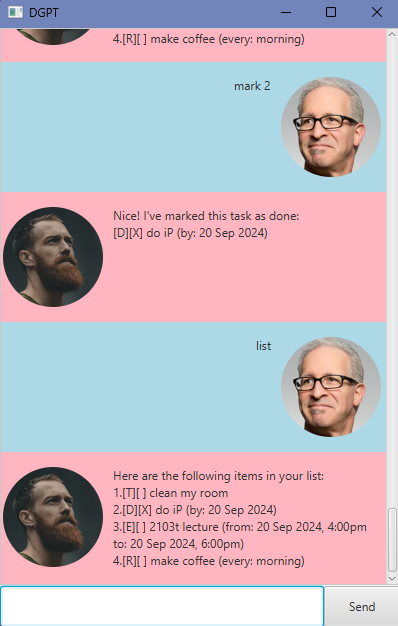 DGPT
4.[R][ ] make coffee (every: morning)
mark 2
Nice! I've marked this task as done:
[D][X] do iP (by: 20 Sep 2024)
list
Here are the following items in your list:
1.[T][ ] clean my room
2.[D][X] do iP (by: 20 Sep 2024)
3.[E][ ] 2103t lecture (from: 20 Sep 2024, 4:00pm
to: 20 Sep 2024, 6:00pm)
4.[R][ ] make coffee (every: morning)
Send